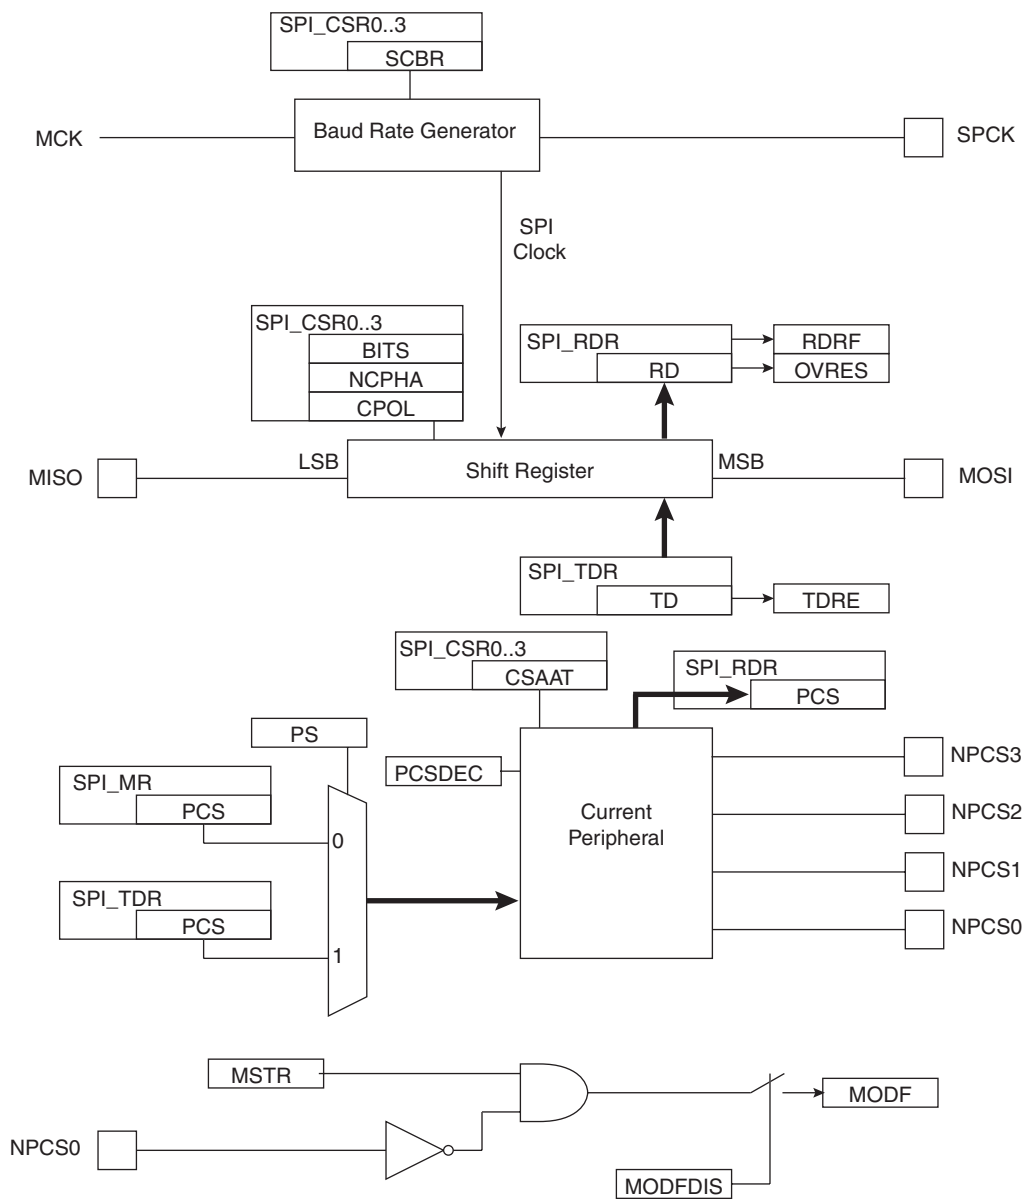 SPI_CSR0..3
SCBR
MCK
Baud Rate Generator
SPCK
SPI
Clock
SPI_CSR0..3
BITS
NCPHA
CPOL
SPI_RDR
RD
RDRF
OVRES
MISO
LSB
Shift Register
MSB
MOSI
SPI_TDR
TD
TDRE
SPI_CSR0..3
CSAAT
SPI_RDR
PCS
PS
PCSDEC
SPI_MR
PCS
0
SPI_TDR
PCS
1
Current
Peripheral
NPCS3
NPCS2
NPCS1
NPCS0
MSTR
MODF
NPCS0
MODFDIS